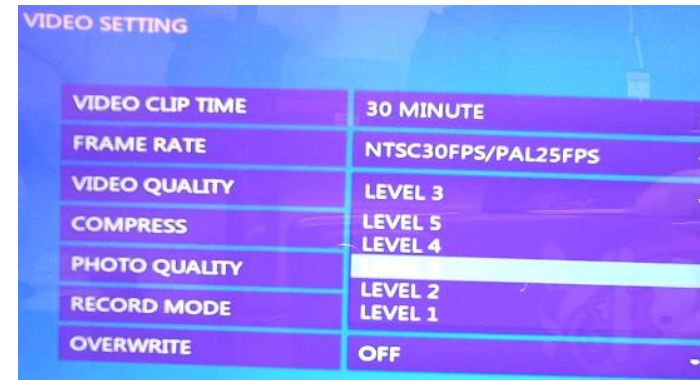 VIDEO SETTING
VIDEO CLIP TIME 30 MINUTE
FRAME RATE NTSC30FPS/PAL25FPS
VIDEO QUALITY LEVEL 3
COMPRESS LEVEL 5
LEVEL 4
PHOTO QUALITY
LEVEL 2
RECORD MODE LEVEL 1
OVERWRITE OFF